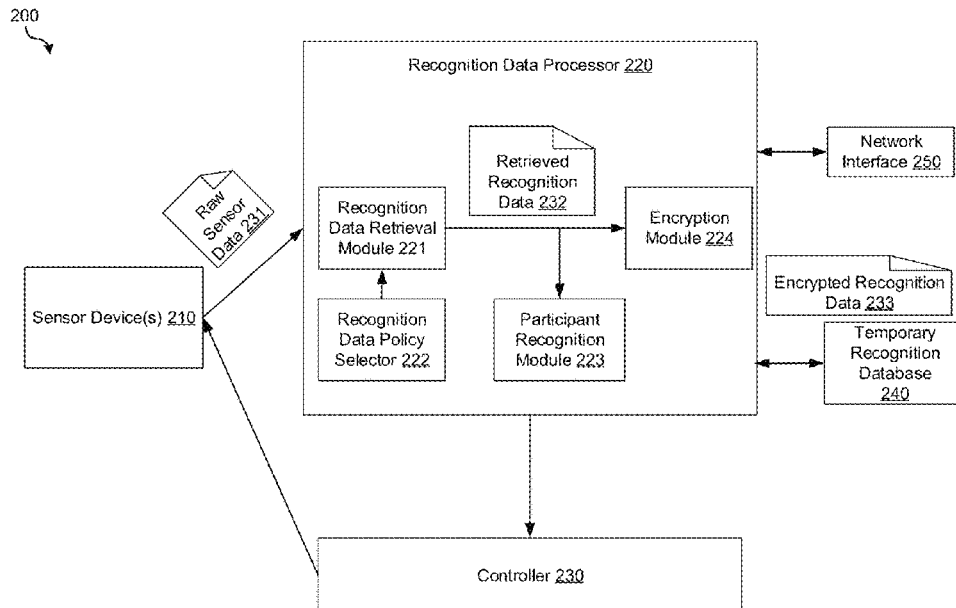 200
Recognition Data Processor 220
Raw
Sensor
Data 231
Retrieved
Recognition
Data 232
Network
Interface 250
Recognition
Data Retrieval
Module 221
Encryption
Module 224
Encrypted Recognition
Data 233
Sensor Device(s) 210
Recognition
Data Policy
Selector 222
Participant
Recognition
Module 223
Temporary
Recognition
Database
240
Controller 230